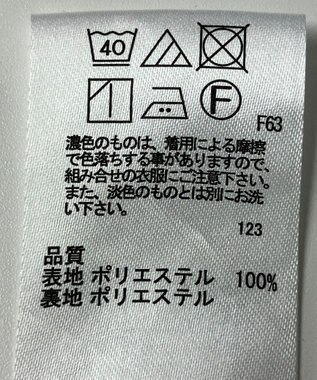 40
F
F63
濃色のものは、着用による摩擦
で色落ちする事がありますので、
組み合せの衣服にご注意下さい。
また、淡色のものとは別にお洗
い下さい。
123
品質
表地 ポリエステル 100%
裏地 ポリエステル